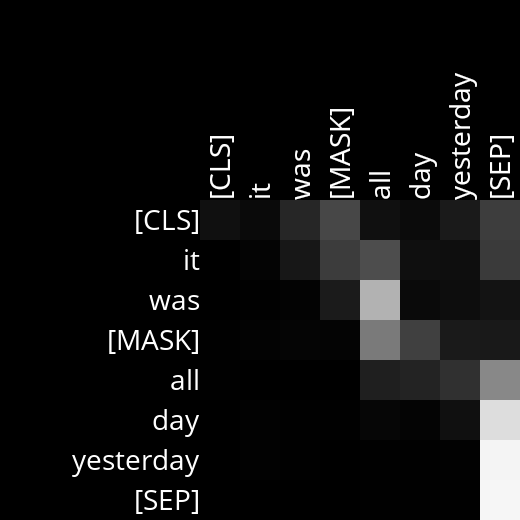 [CLS]
it
was
[MASK]
all
day
yesterday
[SEP]
[CLS]
it
was
[MASK]
all
day
yesterday
[SEP]